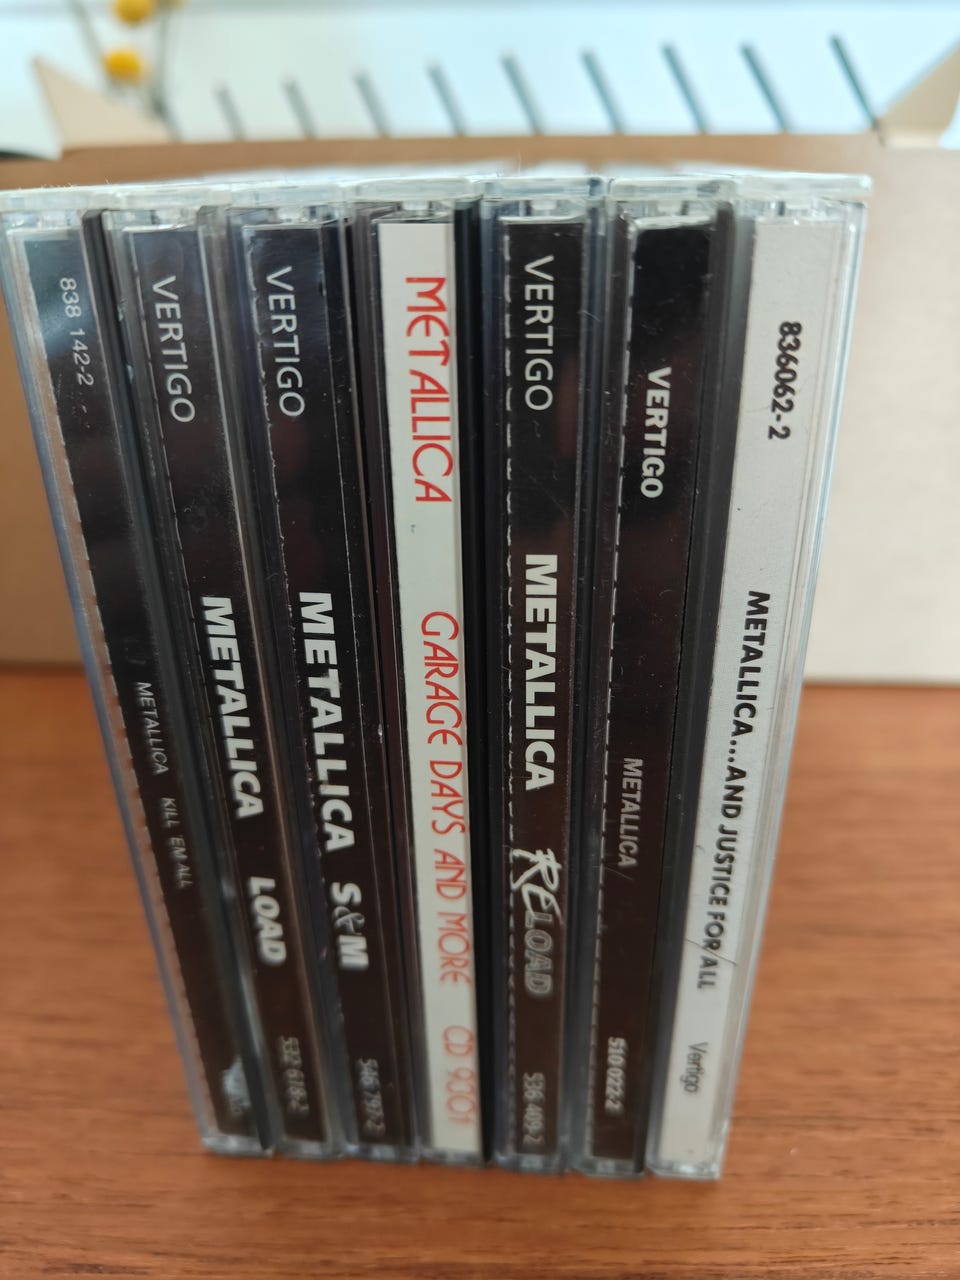 838 142-2 METALLICA KILL 'EM ALL
VERTIGO METALLICA LOAD 532 618-2
VERTIGO METALLICA S&M 546 797-2
METALLICA GARAGE DAYS AND MORE CD 9301
VERTIGO METALLICA RELOAD 536 409-2
VERTIGO METALLICA 510 022-2
836062-2 METALLICA...AND JUSTICE FOR ALL Vertigo